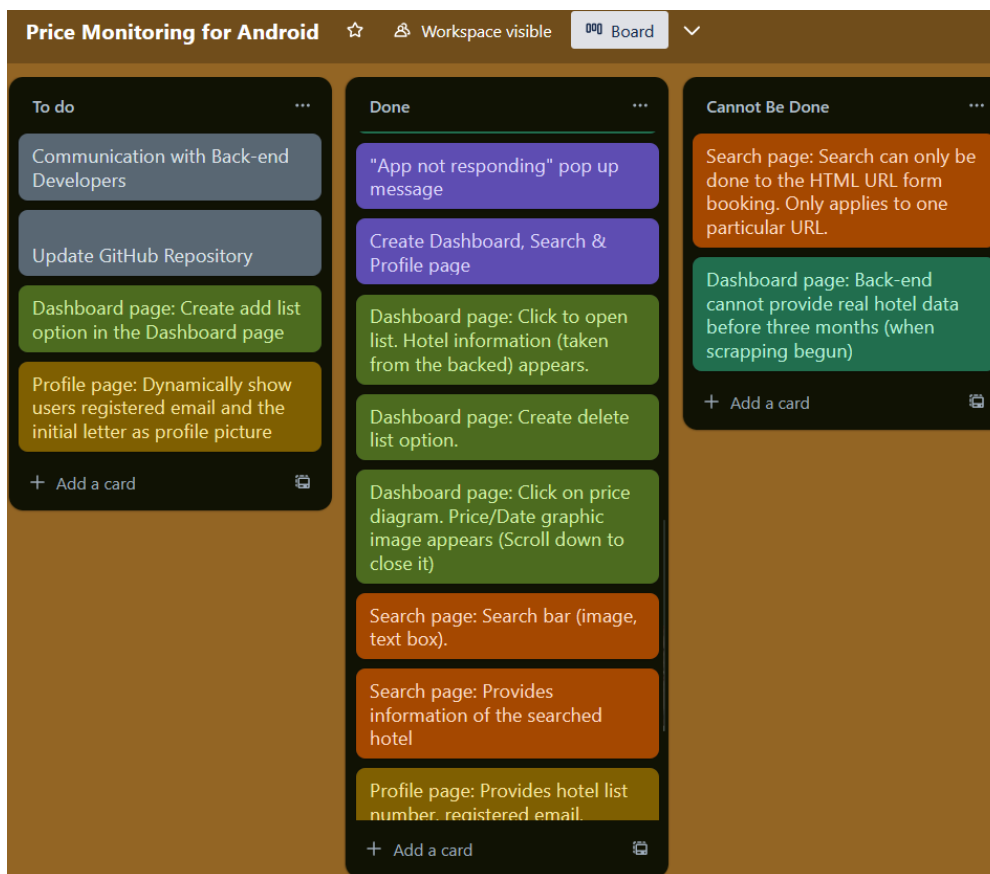 Price Monitoring for Android
Workspace visible
Board
To do
Communication with Back-end
Developers
Update GitHub Repository
Dashboard page: Create add list
option in the Dashboard page
Profile page: Dynamically show
users registered email and the
initial letter as profile picture
+ Add a card
Done
"App not responding" pop up
message
Create Dashboard, Search &
Profile page
Dashboard page: Click to open
list. Hotel information (taken
from the backed) appears.
Dashboard page: Create delete
list option.
Dashboard page: Click on price
diagram. Price/Date graphic
image appears (Scroll down to
close it)
Search page: Search bar (image,
text box).
Search page: Provides
information of the searched
hotel
Profile page: Provides hotel list
number, registered email.
+ Add a card
Cannot Be Done
Search page: Search can only be
done to the HTML URL form
booking. Only applies to one
particular URL.
Dashboard page: Back-end
cannot provide real hotel data
before three months (when
scrapping begun)
+ Add a card